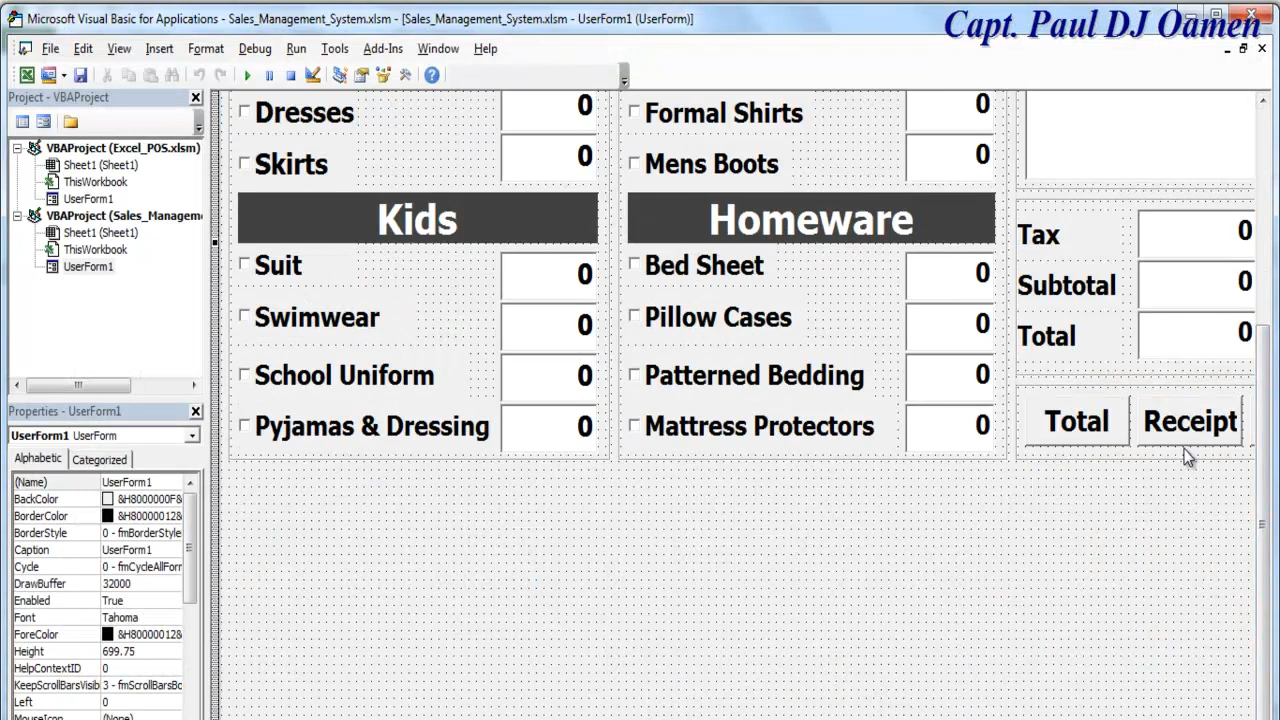 Microsoft Visual Basic for Applications - Sales_Management_System.xlsm - [Sales_Management_System.xlsm - UserForm1 (UserForm)]
Capt. Paul DJ Oamen
File Edit View Insert Format Debug Run Tools Add-Ins Window Help
Project - VBAProject
VBAProject (Excel_POS.xlsm)
Sheet1 (Sheet1)
ThisWorkbook
UserForm1
VBAProject (Sales_Managem
Sheet1 (Sheet1)
ThisWorkbook
UserForm1
Properties - UserForm1
UserForm1 UserForm
Alphabetic Categorized
(Name) UserForm1
BackColor &H8000000F&
BorderColor &H80000012&
BorderStyle 0 - fmBorderStyle
Caption UserForm1
Cycle 0 - fmCycleAllForm
DrawBuffer 32000
Enabled True
Font Tahoma
ForeColor &H80000012&
Height 699.75
HelpContextID 0
KeepScrollBarsVisib 3 - fmScrollBarsBo
Left 0
MouseIcon (None)
Dresses 0
Skirts 0
Kids
Suit 0
Swimwear 0
School Uniform 0
Pyjamas & Dressing 0
Formal Shirts 0
Mens Boots 0
Homeware
Bed Sheet 0
Pillow Cases 0
Patterned Bedding 0
Mattress Protectors 0
Tax 0
Subtotal 0
Total 0
Total Receipt